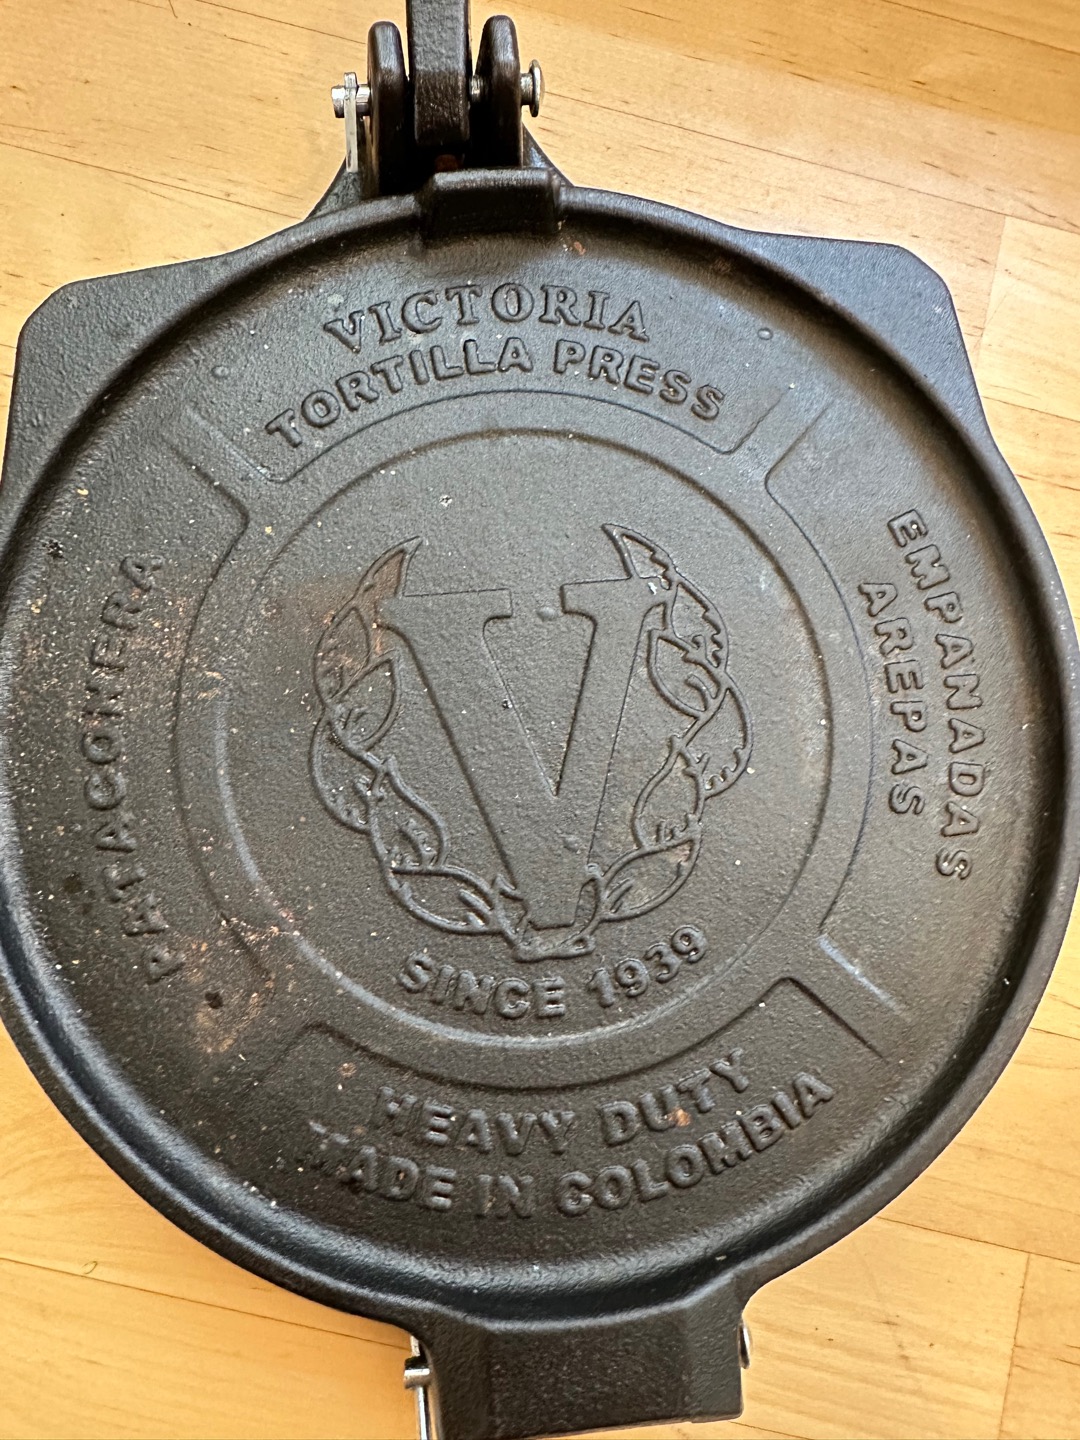 VICTORIA
TORTILLA PRESS
EMPANADAS
AREPAS
PATACONERA
V
SINCE 1939
HEAVY DUTY
MADE IN COLOMBIA